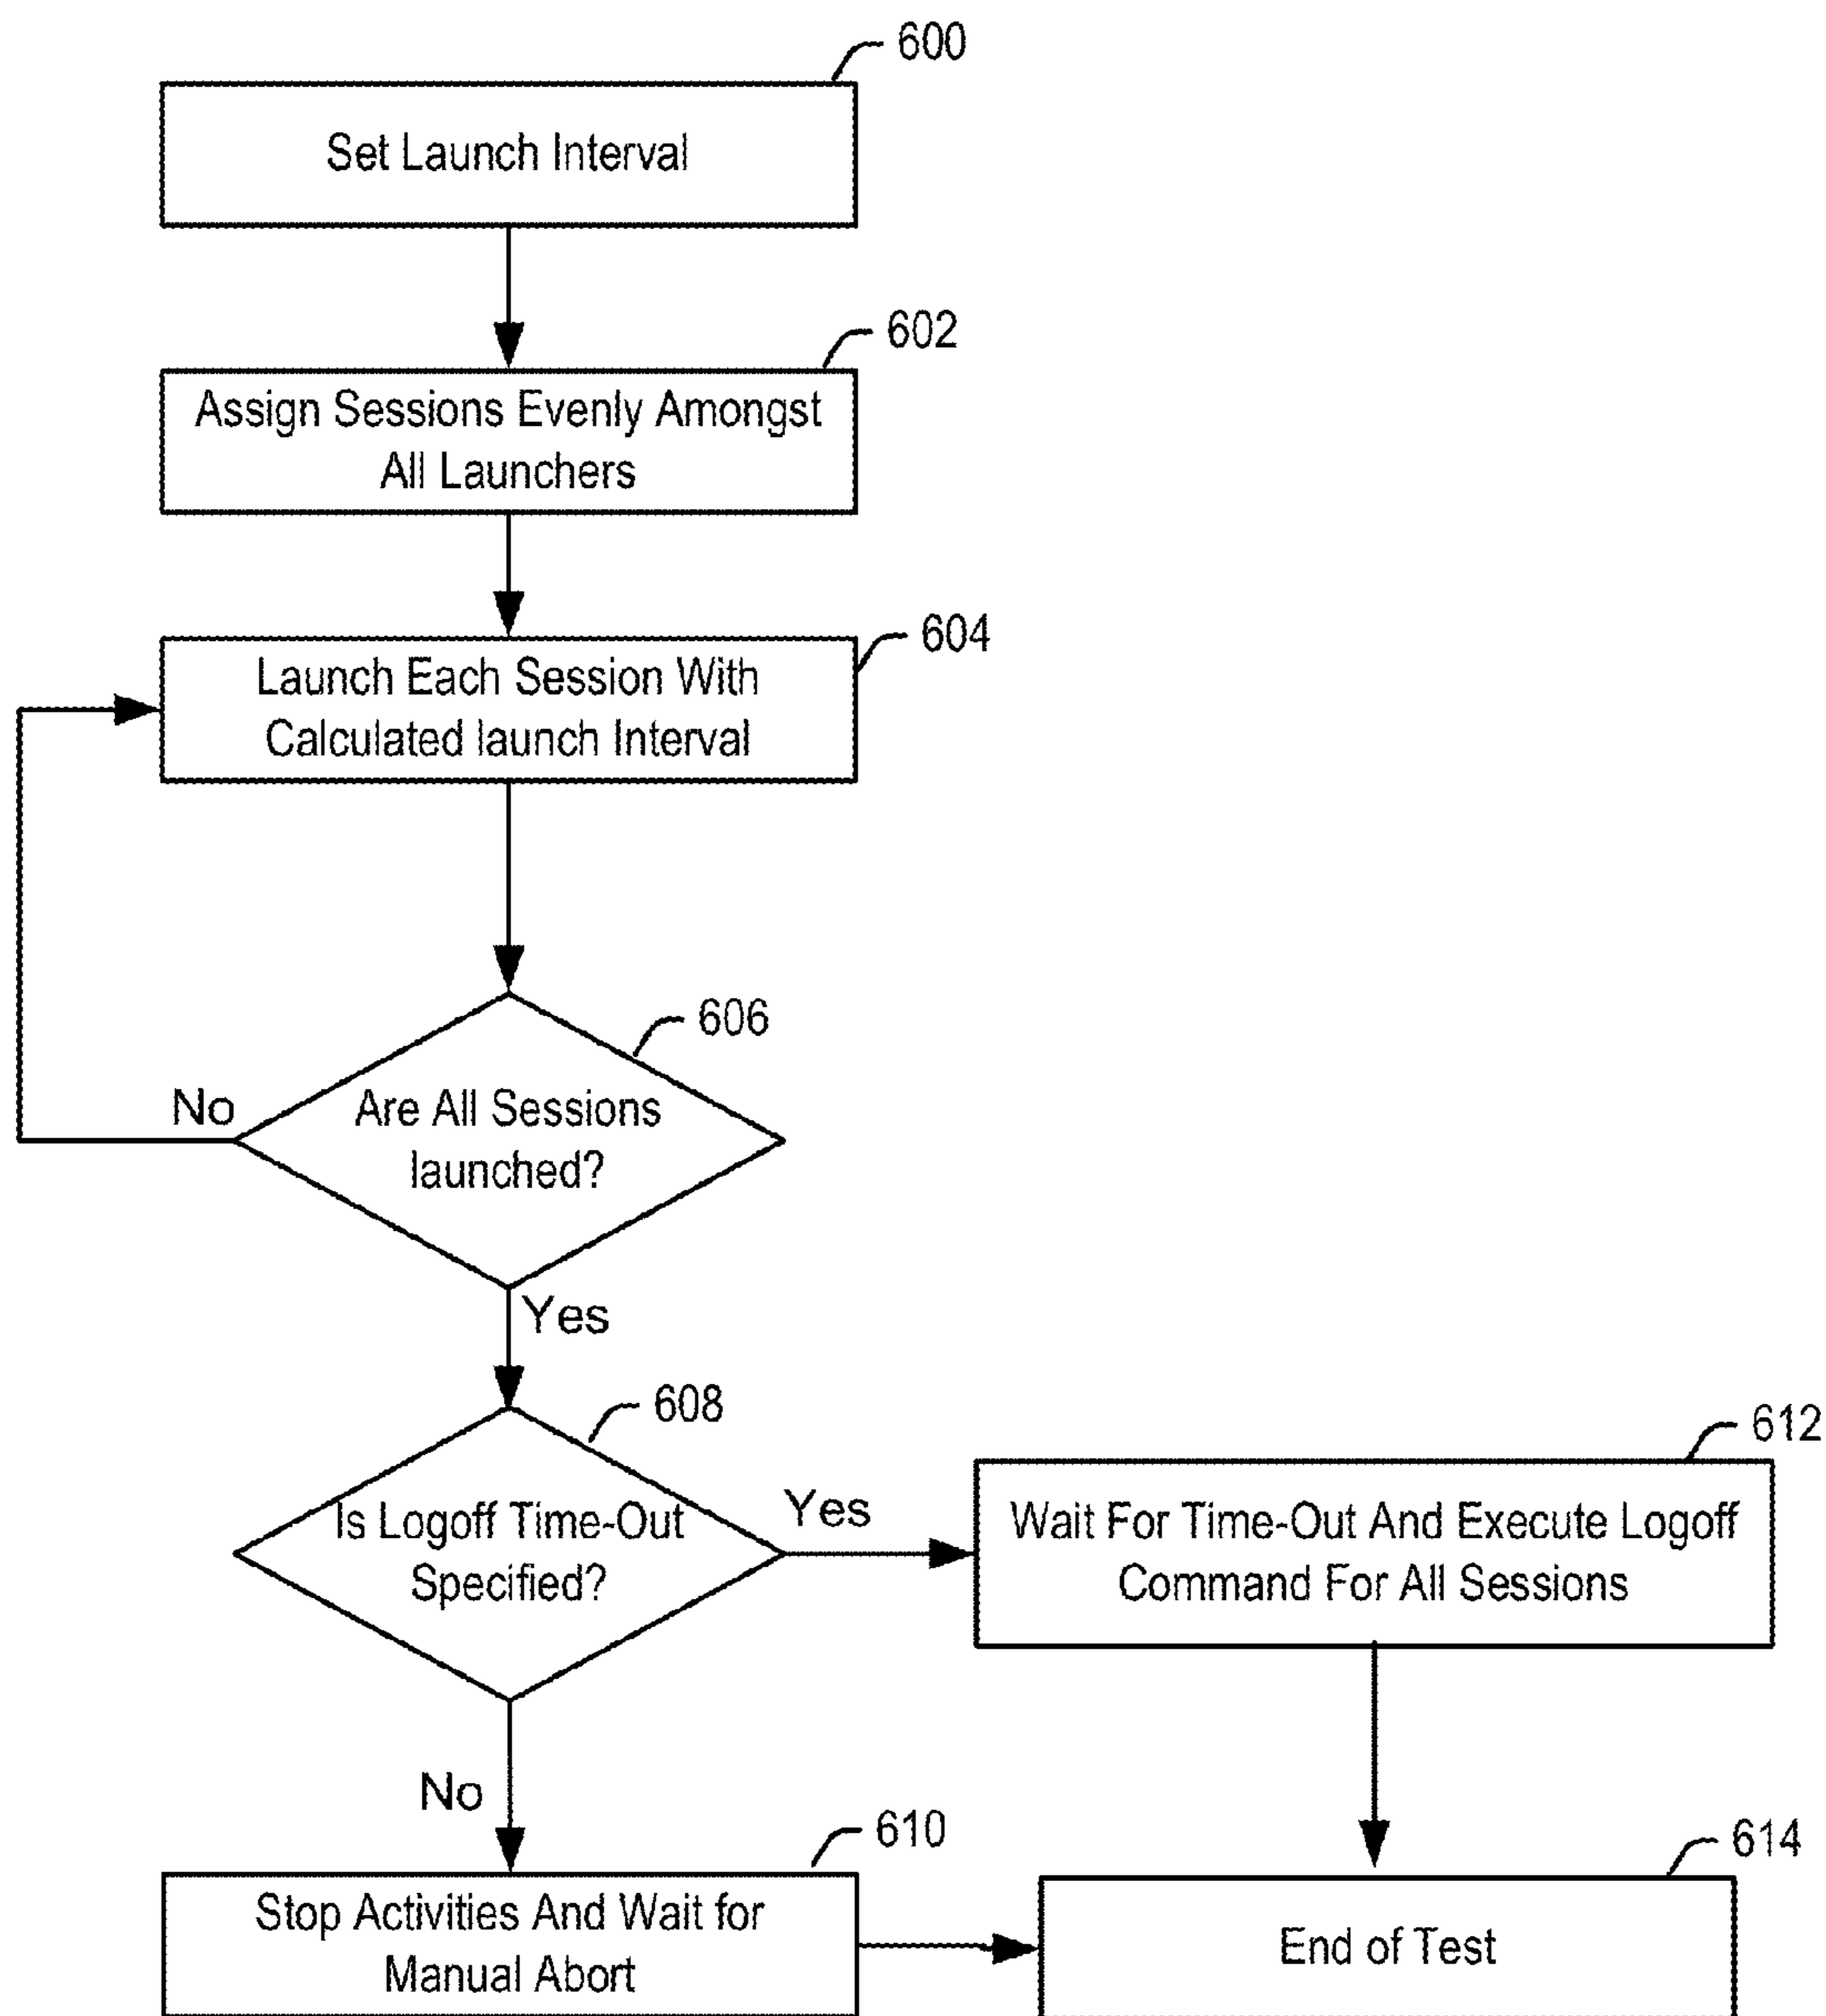 600
Set Launch Interval
602
Assign Sessions Evenly Amongst
All Launchers
604
Launch Each Session With
Calculated launch Interval
606
No
Are All Sessions
launched?
Yes
608
Is Logoff Time-Out
Specified?
Yes
612
Wait For Time-Out And Execute Logoff
Command For All Sessions
No
610
Stop Activities And Wait for
Manual Abort
614
End of Test